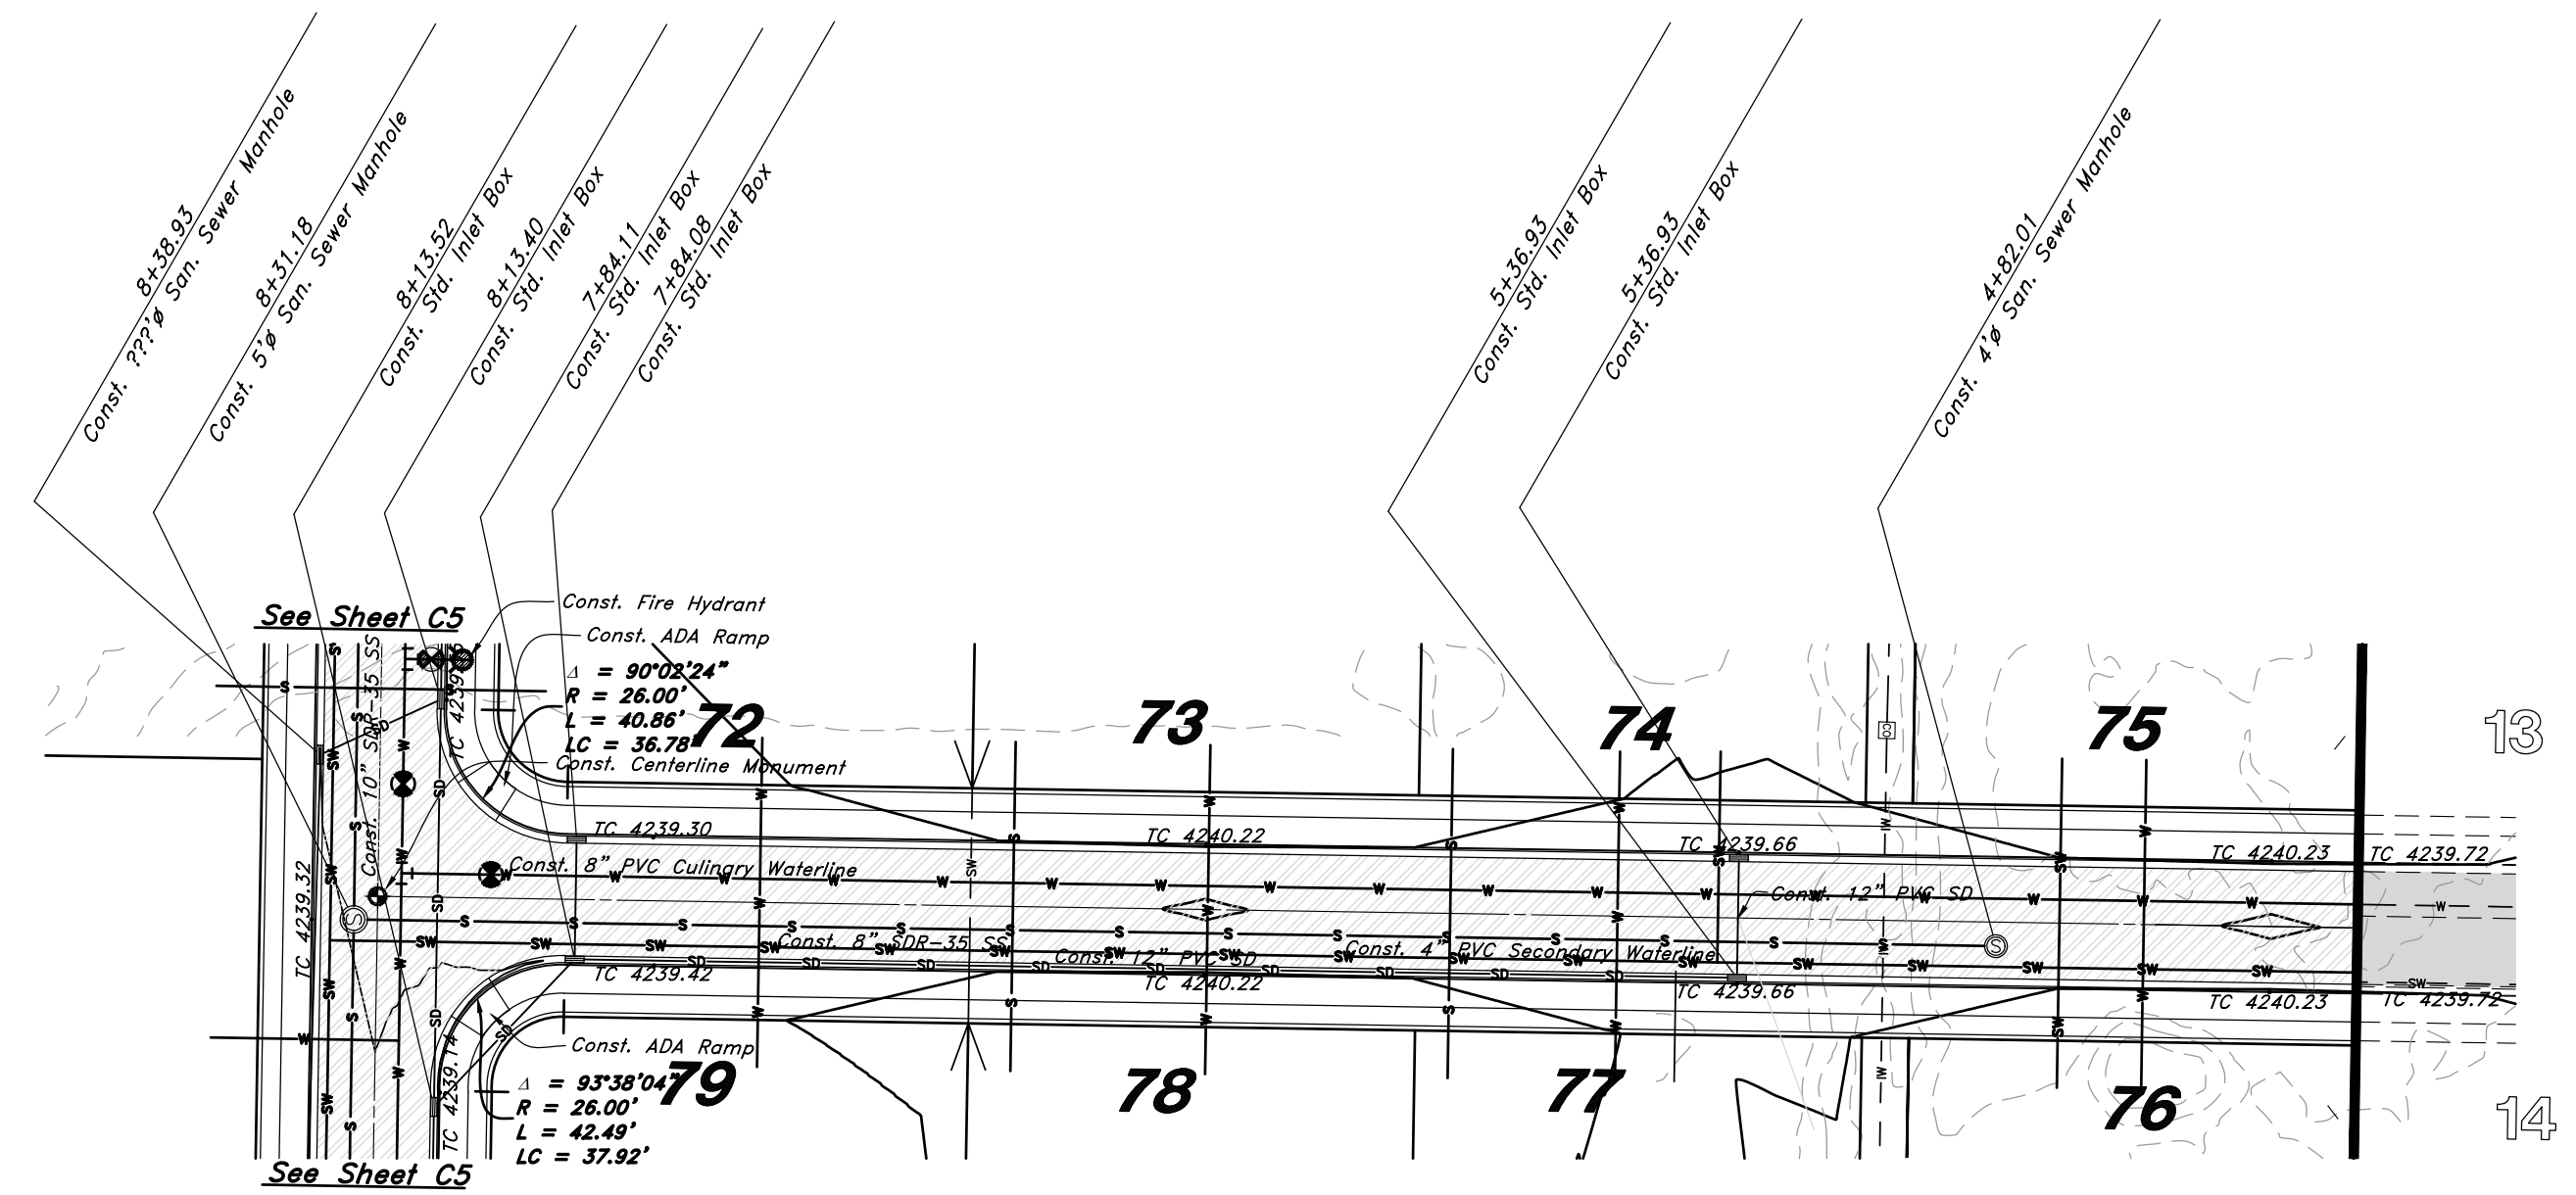 8+38.93
Const. ???'ø San. Sewer Manhole
8+31.18
Const. 5'ø San. Sewer Manhole
8+13.52
Const. Std. Inlet Box
8+13.40
Const. Std. Inlet Box
7+84.11
Const. Std. Inlet Box
7+84.08
Const. Std. Inlet Box
5+36.93
Const. Std. Inlet Box
5+36.93
Const. Std. Inlet Box
4+82.01
Const. 4'ø San. Sewer Manhole
See Sheet C5
Const. Fire Hydrant
Const. ADA Ramp
Δ = 90°02'24"
R = 26.00'
L = 40.86'
LC = 36.78'
Const. Centerline Monument
72
73
74
75
13
Const. 10" SDR-35 SS
TC 4239.30
TC 4240.22
TC 4239.66
TC 4240.23
TC 4239.72
Const. 8" PVC Culinary Waterline
Const. 12" PVC SD
TC 4239.32
Const. 8" SDR-35 SS
Const. 12" PVC SD
Const. 4" PVC Secondary Waterline
TC 4239.42
TC 4240.22
TC 4239.66
TC 4240.23
TC 4239.72
Const. ADA Ramp
TC 4239.14
Δ = 93°38'04"
R = 26.00'
L = 42.49'
LC = 37.92'
79
78
77
76
14
See Sheet C5